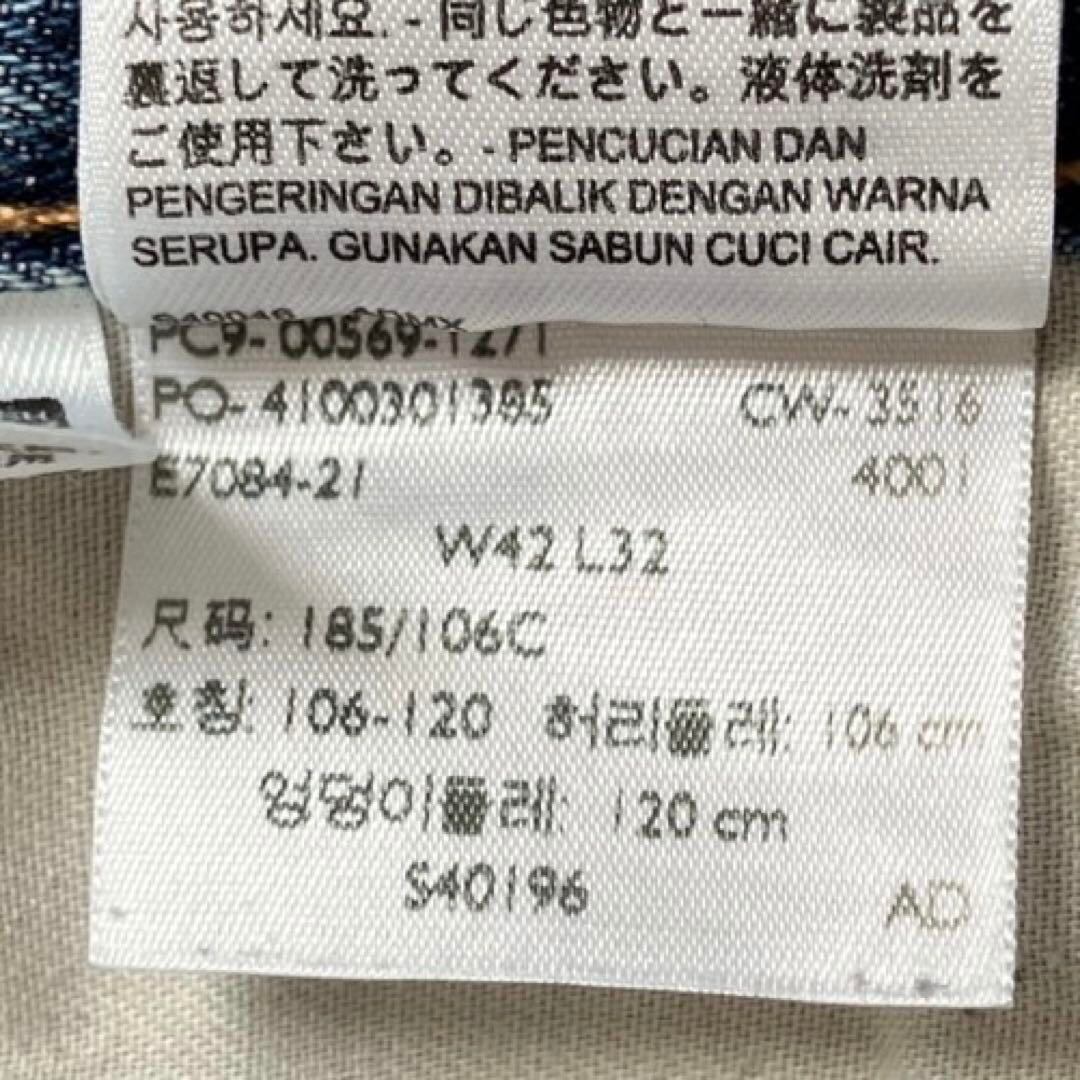 사용하세요. - 同じ色物と一緒に製品を
裏返して洗ってください。液体洗剤を
ご使用下さい。- PENCUCIAN DAN
PENGERINGAN DIBALIK DENGAN WARNA
SERUPA. GUNAKAN SABUN CUCI CAIR.
PC9-00569-12/1
PO-4100301395 CW-3516
E7084-21 4001
W42 L32
尺码: 185/106C
호칭: 106-120 허리둘레: 106 cm
엉덩이둘레: 120 cm
S40196 AD